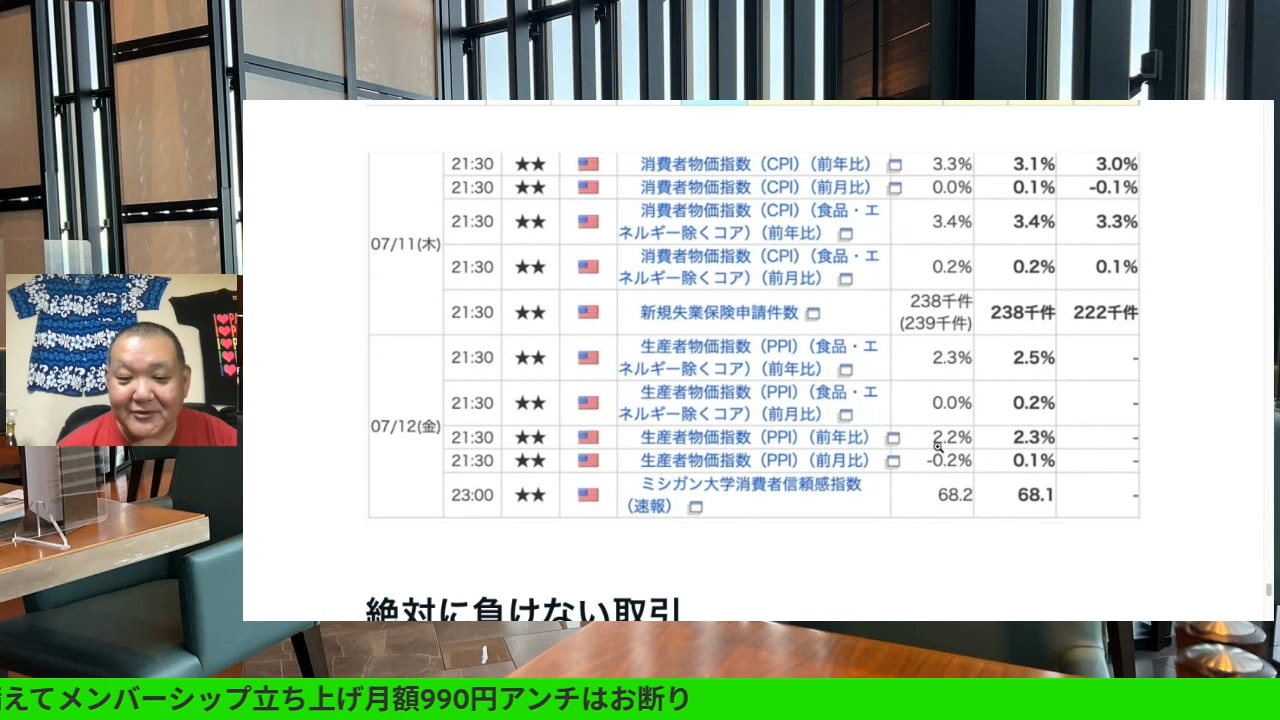 07/11(木)
21:30 ★★ 消費者物価指数（CPI）（前年比） 3.3% 3.1% 3.0%
21:30 ★★ 消費者物価指数（CPI）（前月比） 0.0% 0.1% -0.1%
21:30 ★★ 消費者物価指数（CPI）（食品・エ
ネルギー除くコア）（前年比） 3.4% 3.4% 3.3%
21:30 ★★ 消費者物価指数（CPI）（食品・エ
ネルギー除くコア）（前月比） 0.2% 0.2% 0.1%
21:30 ★★ 新規失業保険申請件数 238千件
(239千件) 238千件 222千件
07/12(金)
21:30 ★★ 生産者物価指数（PPI）（食品・エ
ネルギー除くコア）（前年比） 2.3% 2.5% -
21:30 ★★ 生産者物価指数（PPI）（食品・エ
ネルギー除くコア）（前月比） 0.0% 0.2% -
21:30 ★★ 生産者物価指数（PPI）（前年比） 2.2% 2.3% -
21:30 ★★ 生産者物価指数（PPI）（前月比） -0.2% 0.1% -
23:00 ★★ ミシガン大学消費者信頼感指数
（速報） 68.2 68.1 -
絶対に負けない取引
えてメンバーシップ立ち上げ月額990円アンチはお断り